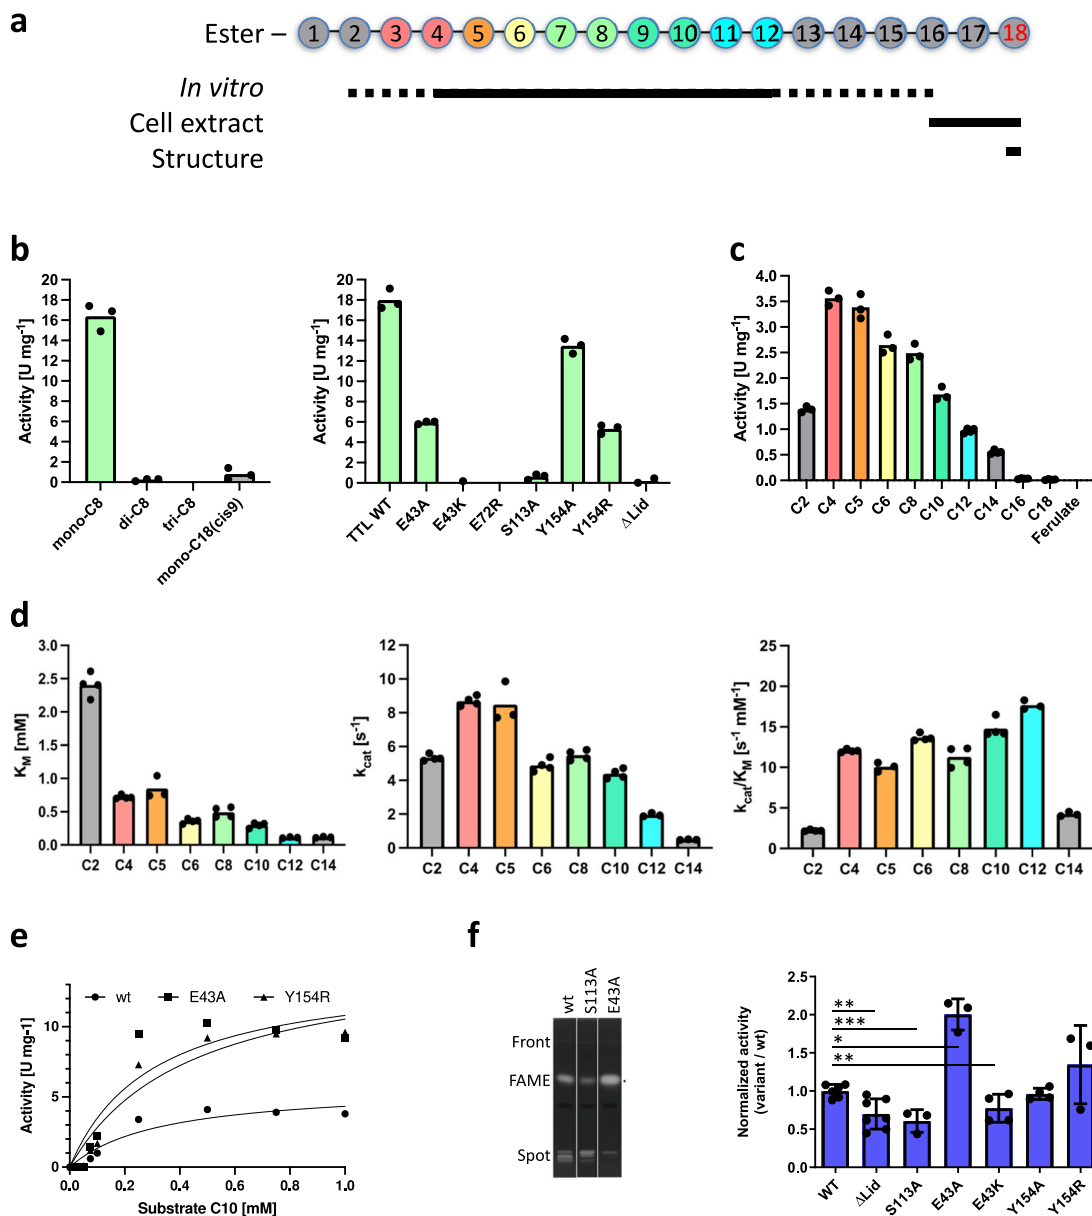 a
Ester – 1 2 3 4 5 6 7 8 9 10 11 12 13 14 15 16 17 18
In vitro
Cell extract
Structure
b
Activity [U mg⁻¹]
20
18
16
14
12
10
8
6
4
2
0
mono-C8
di-C8
tri-C8
mono-C18(cis9)
Activity [U mg⁻¹]
20
18
16
14
12
10
8
6
4
2
0
TTL WT
E43A
E43K
E72R
S113A
Y154A
Y154R
ΔLid
c
Activity [U mg⁻¹]
4.0
3.5
3.0
2.5
2.0
1.5
1.0
0.5
0.0
C2
C4
C5
C6
C8
C10
C12
C14
C16
C18
Ferulate
d
K_M [mM]
3.0
2.5
2.0
1.5
1.0
0.5
0.0
C2 C4 C5 C6 C8 C10 C12 C14
k_cat [s⁻¹]
12
10
8
6
4
2
0
C2 C4 C5 C6 C8 C10 C12 C14
k_cat/K_M [s⁻¹ mM⁻¹]
25
20
15
10
5
0
C2 C4 C5 C6 C8 C10 C12 C14
e
wt E43A Y154R
Activity [U mg-1]
10
5
0
0.0 0.2 0.4 0.6 0.8 1.0
Substrate C10 [mM]
f
wt
S113A
E43A
Front
FAME
Spot
Normalized activity
(variant / wt)
2.5
2.0
1.5
1.0
0.5
0.0
**
***
*
**
WT
ΔLid
S113A
E43A
E43K
Y154A
Y154R